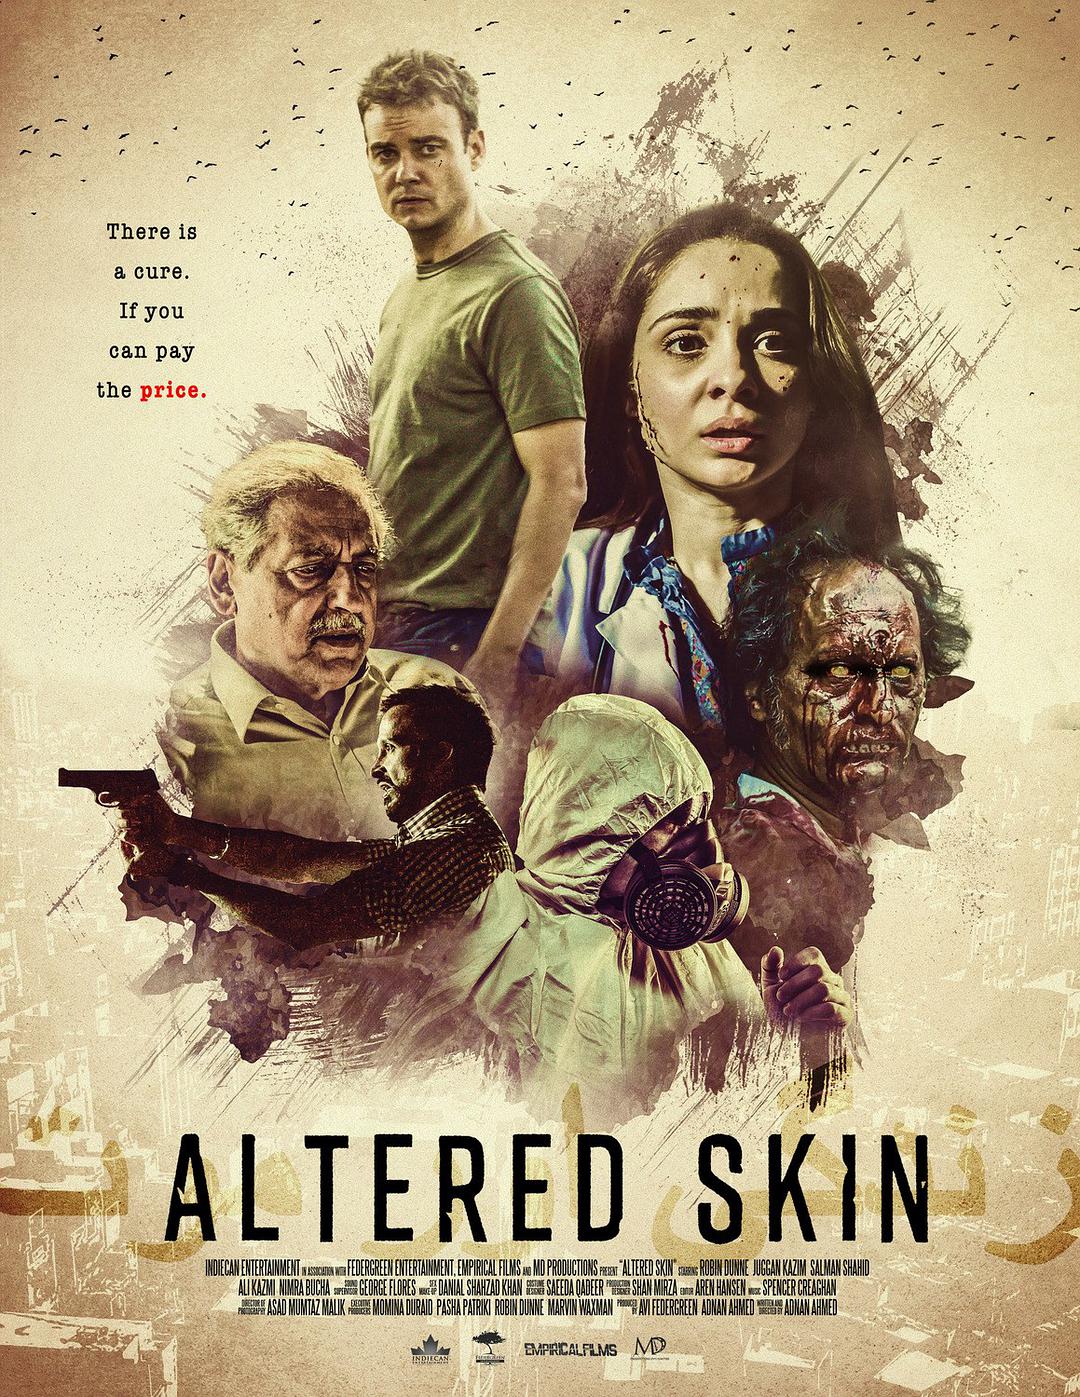 There is
a cure.
If you
can pay
the price.
ALTERED SKIN
INDIECAN ENTERTAINMENT IN ASSOCIATION WITH FEDERGREEN ENTERTAINMENT, EMPIRICAL FILMS AND MD PRODUCTIONS PRESENT "ALTERED SKIN" STARRING ROBIN DUNNE JUGGAN KAZIM SALMAN SHAHID
ALI KAZMI NIMRA BUCHA SOUND SUPERVISOR GEORGE FLORES SFX MAKE-UP DANIAL SHAHZAD KHAN COSTUME DESIGNER SAEEDA QABEER PRODUCTION DESIGNER SHAN MIRZA EDITOR AREN HANSEN MUSIC SPENCER CREAGHAN
DIRECTOR OF PHOTOGRAPHY ASAD MUMTAZ MALIK EXECUTIVE PRODUCERS MOMINA DURAID PASHA PATRIKI ROBIN DUNNE MARVIN WAXMAN PRODUCED BY AVI FEDERGREEN ADNAN AHMED WRITTEN AND DIRECTED BY ADNAN AHMED
INDIECAN
ENTERTAINMENT
FEDERGREEN
EMPIRICALFILMS
MD